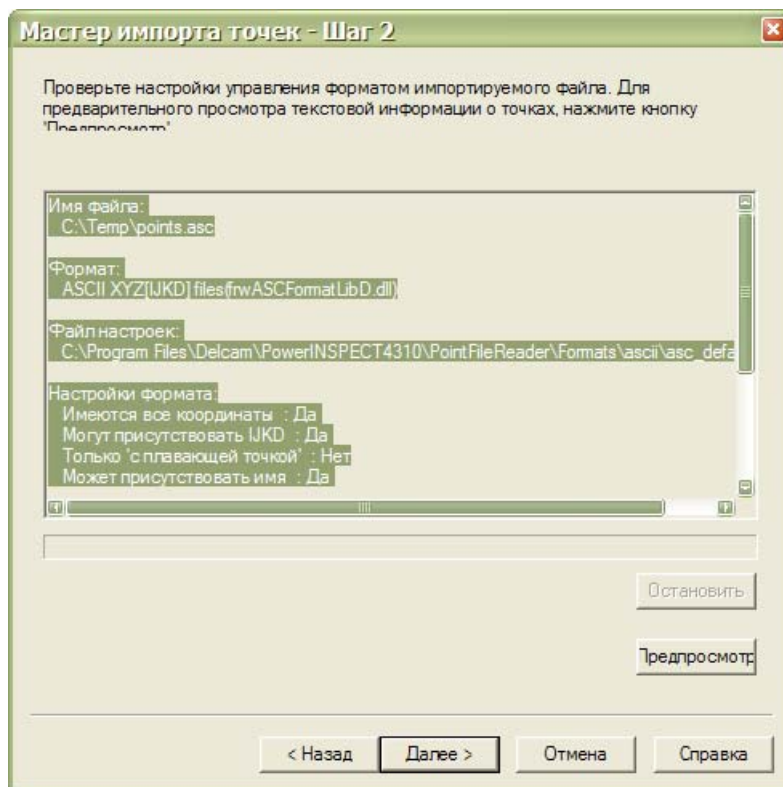 Мастер импорта точек - Шаг 2
Проверьте настройки управления форматом импортируемого файла. Для
предварительного просмотра текстовой информации о точках, нажмите кнопку
'Предпросмотр'
Имя файла:
C:\Temp\points.asc
Формат:
ASCII XYZ[IJKD] files(frwASCFormatLibD.dll)
Файл настроек:
C:\Program Files\Delcam\PowerINSPECT4310\PointFileReader\Formats\ascii\asc_defa
Настройки формата:
Имеются все координаты : Да
Могут присутствовать IJKD : Да
Только 'с плавающей точкой' : Нет
Может присутствовать имя : Да
Остановить
Предпросмотр
< Назад
Далее >
Отмена
Справка